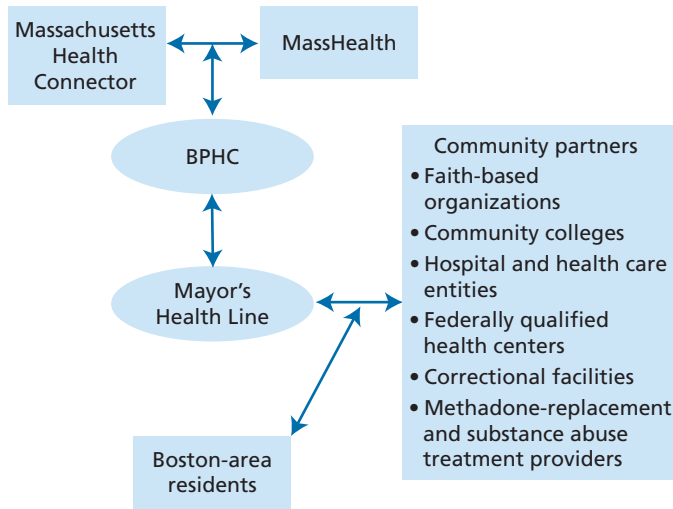 Massachusetts
Health
Connector
MassHealth
BPHC
Mayor's
Health Line
Boston-area
residents
Community partners
• Faith-based
organizations
• Community colleges
• Hospital and health care
entities
• Federally qualified
health centers
• Correctional facilities
• Methadone-replacement
and substance abuse
treatment providers